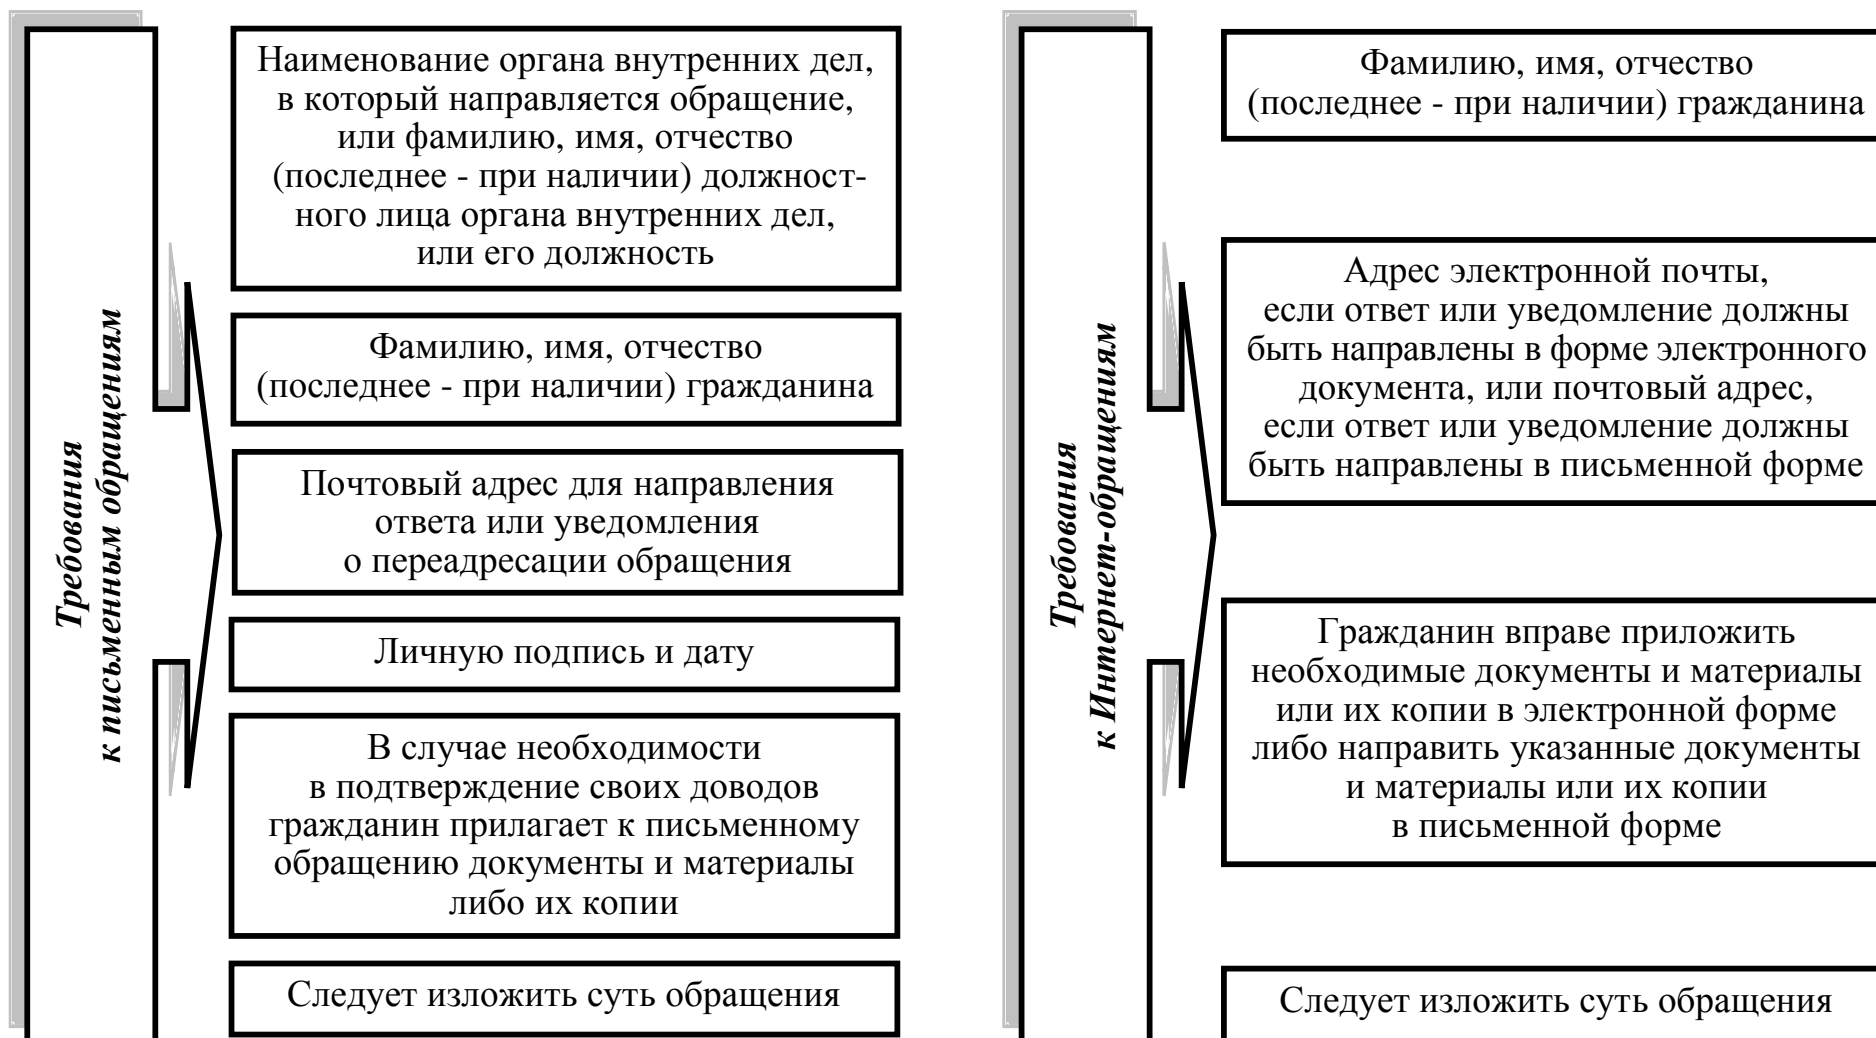 Требования
к письменным обращениям
Наименование органа внутренних дел,
в который направляется обращение,
или фамилию, имя, отчество
(последнее - при наличии) должност-
ного лица органа внутренних дел,
или его должность
Фамилию, имя, отчество
(последнее - при наличии) гражданина
Почтовый адрес для направления
ответа или уведомления
о переадресации обращения
Личную подпись и дату
В случае необходимости
в подтверждение своих доводов
гражданин прилагает к письменному
обращению документы и материалы
либо их копии
Следует изложить суть обращения
Требования
к Интернет-обращениям
Фамилию, имя, отчество
(последнее - при наличии) гражданина
Адрес электронной почты,
если ответ или уведомление должны
быть направлены в форме электронного
документа, или почтовый адрес,
если ответ или уведомление должны
быть направлены в письменной форме
Гражданин вправе приложить
необходимые документы и материалы
или их копии в электронной форме
либо направить указанные документы
и материалы или их копии
в письменной форме
Следует изложить суть обращения